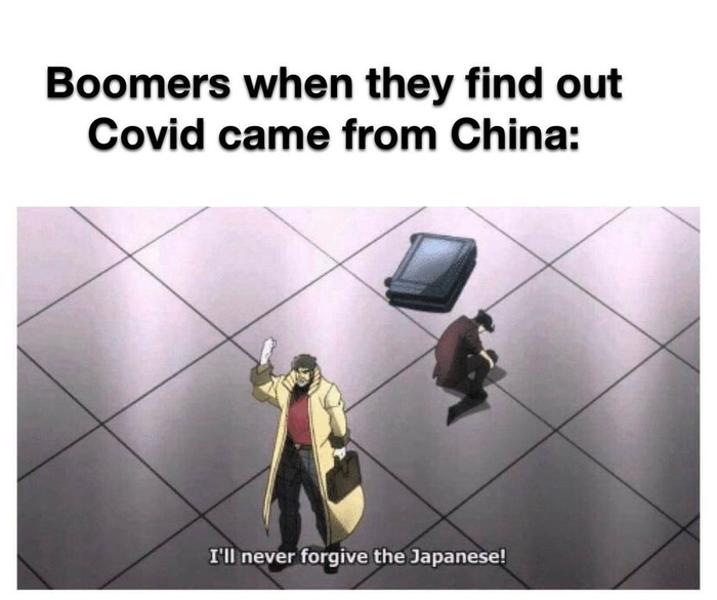 Boomers when they find out
Covid came from China:
I'll never forgive the Japanese!